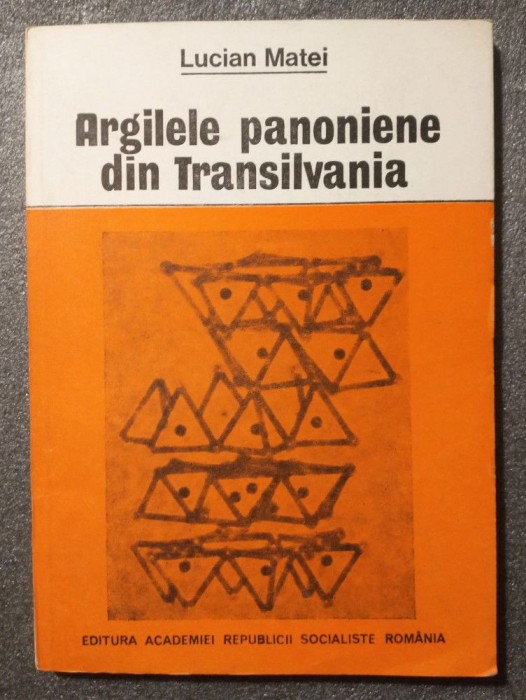 Lucian Matei
Argilele panoniene
din Transilvania
EDITURA ACADEMIEI REPUBLICII SOCIALISTE ROMÂNIA